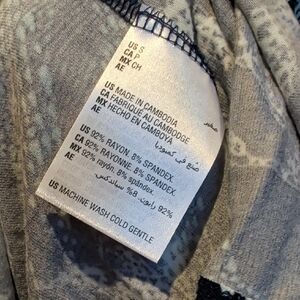 US S
CA P
MX CH
AE
صغير
US MADE IN CAMBODIA
CA FABRIQUÉ AU CAMBODGE
MX HECHO EN CAMBOYA
AE
صنع في كمبوديا
US 92% RAYON, 8% SPANDEX.
CA 92% RAYONNE, 8% SPANDEX.
MX 92% rayón, 8% spándex.
AE
92% رايون, 8% سباندكس
US MACHINE WASH COLD GENTLE